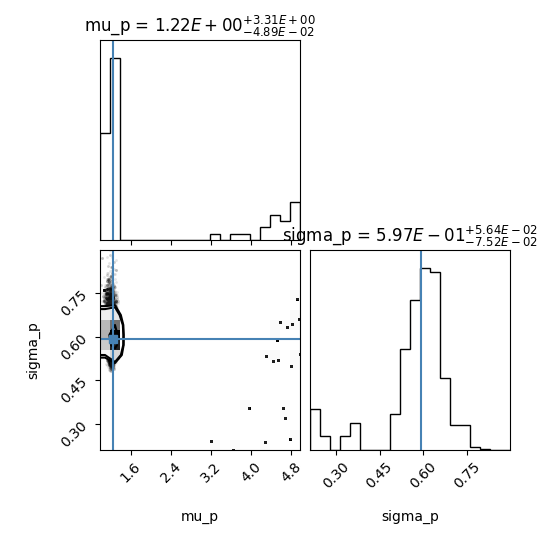 mu_p = 1.22E+00+3.31E+00−4.89E−02
sigma_p = 5.97E−01+5.64E−02−7.52E−02
0.75
0.60
0.45
0.30
sigma_p
1.6 2.4 3.2 4.0 4.8
0.30 0.45 0.60 0.75
mu_p
sigma_p